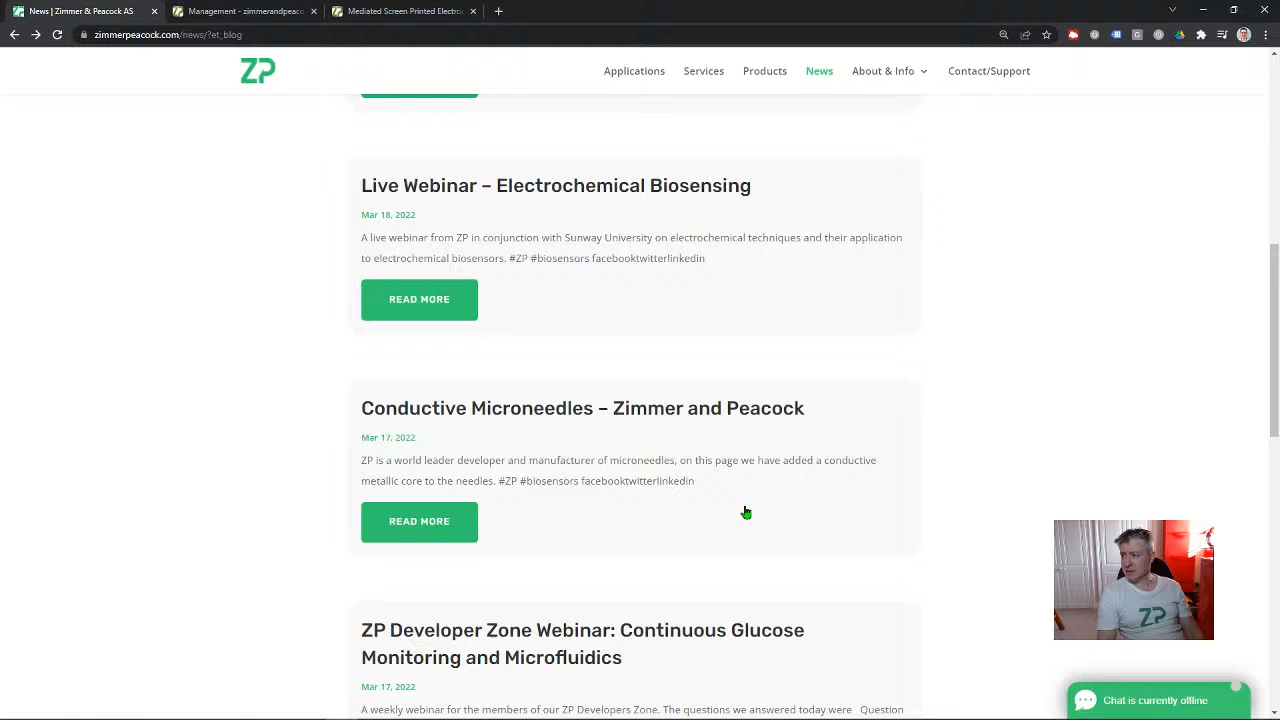 News | Zimmer & Peacock AS
Management - zimmerandpeaco
Mediated Screen Printed Electro
zimmerpeacock.com/news/?et_blog
ZP
Applications
Services
Products
News
About & Info
Contact/Support
Live Webinar – Electrochemical Biosensing
Mar 18, 2022
A live webinar from ZP in conjunction with Sunway University on electrochemical techniques and their application
to electrochemical biosensors. #ZP #biosensors facebooktwitterlinkedin
READ MORE
Conductive Microneedles – Zimmer and Peacock
Mar 17, 2022
ZP is a world leader developer and manufacturer of microneedles, on this page we have added a conductive
metallic core to the needles. #ZP #biosensors facebooktwitterlinkedin
READ MORE
ZP
ZP Developer Zone Webinar: Continuous Glucose
Monitoring and Microfluidics
Mar 17, 2022
Chat is currently offline
A weekly webinar for the members of our ZP Developers Zone. The questions we answered today were Question